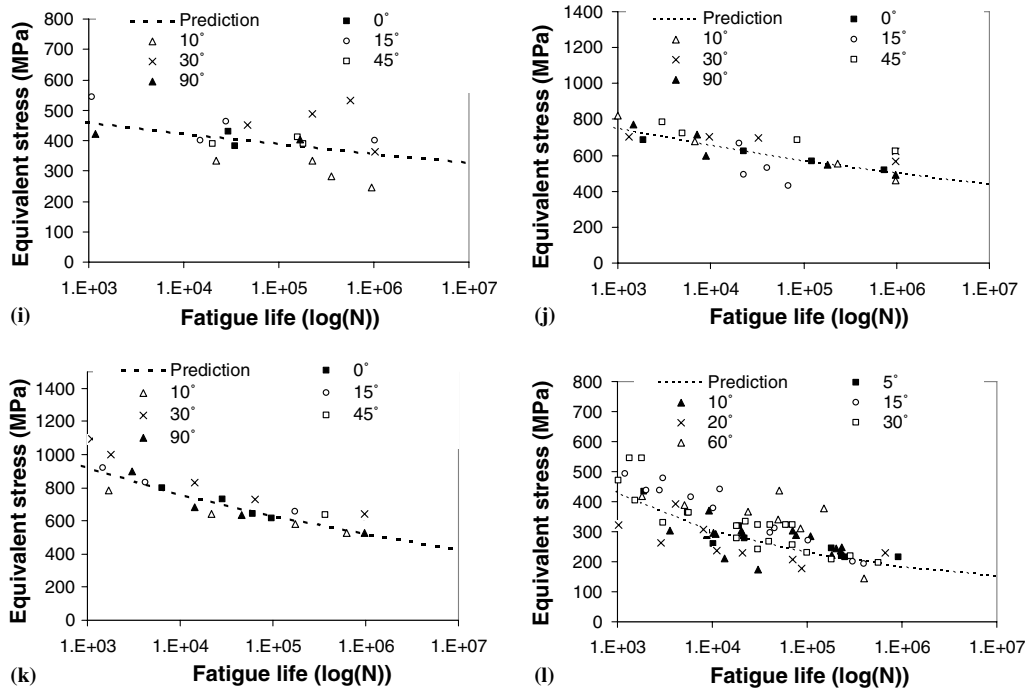 Equivalent stress (MPa)
800
700
600
500
400
300
200
100
0
Prediction
0°
10°
15°
30°
45°
90°
1.E+03 1.E+04 1.E+05 1.E+06 1.E+07
Fatigue life (log(N))
(i)
Equivalent stress (MPa)
1400
1200
1000
800
600
400
200
0
Prediction
0°
10°
15°
30°
45°
90°
1.E+03 1.E+04 1.E+05 1.E+06 1.E+07
Fatigue life (log(N))
(j)
Equivalent stress (MPa)
1400
1200
1000
800
600
400
200
0
Prediction
0°
10°
15°
30°
45°
90°
1.E+03 1.E+04 1.E+05 1.E+06 1.E+07
Fatigue life (log(N))
(k)
Equivalent stress (MPa)
800
700
600
500
400
300
200
100
0
Prediction
5°
10°
15°
20°
30°
60°
1.E+03 1.E+04 1.E+05 1.E+06 1.E+07
Fatigue life (log(N))
(l)